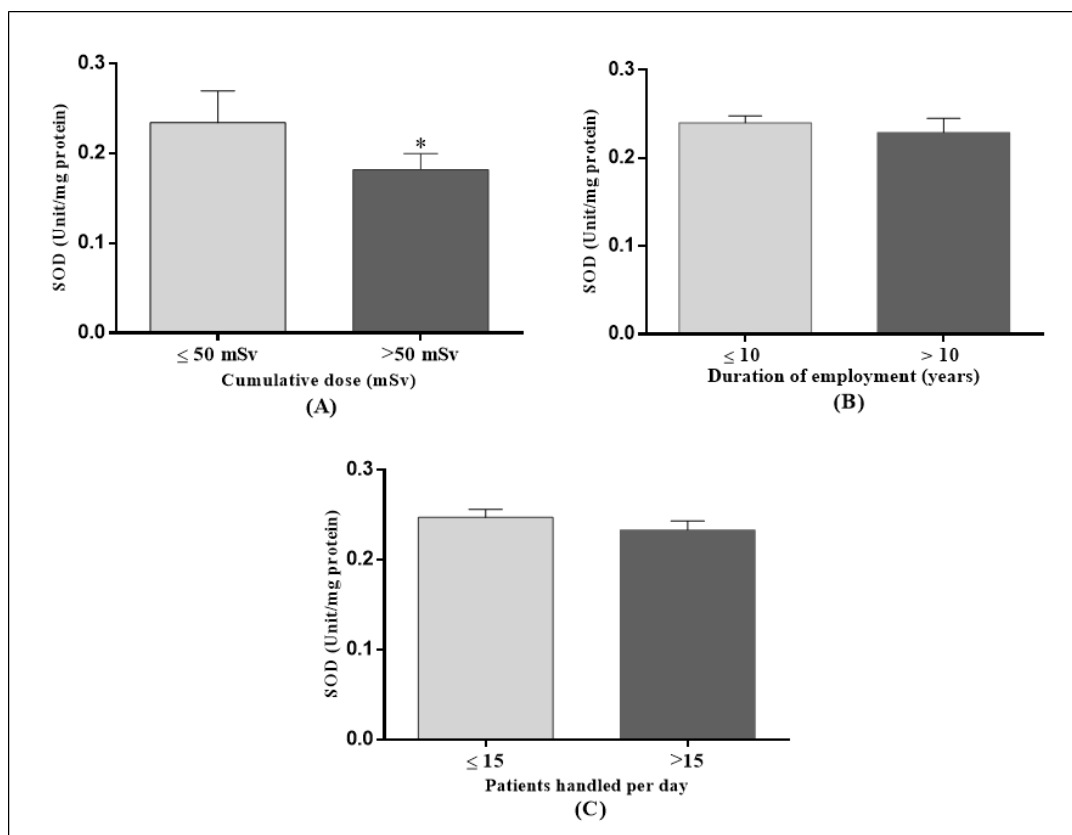 0.3
0.2
0.1
0.0
SOD (Unit/mg protein)
*
≤ 50 mSv
>50 mSv
Cumulative dose (mSv)
(A)
0.3
0.2
0.1
0.0
SOD (Unit/mg protein)
≤ 10
> 10
Duration of employment (years)
(B)
0.3
0.2
0.1
0.0
SOD (Unit/mg protein)
≤ 15
>15
Patients handled per day
(C)